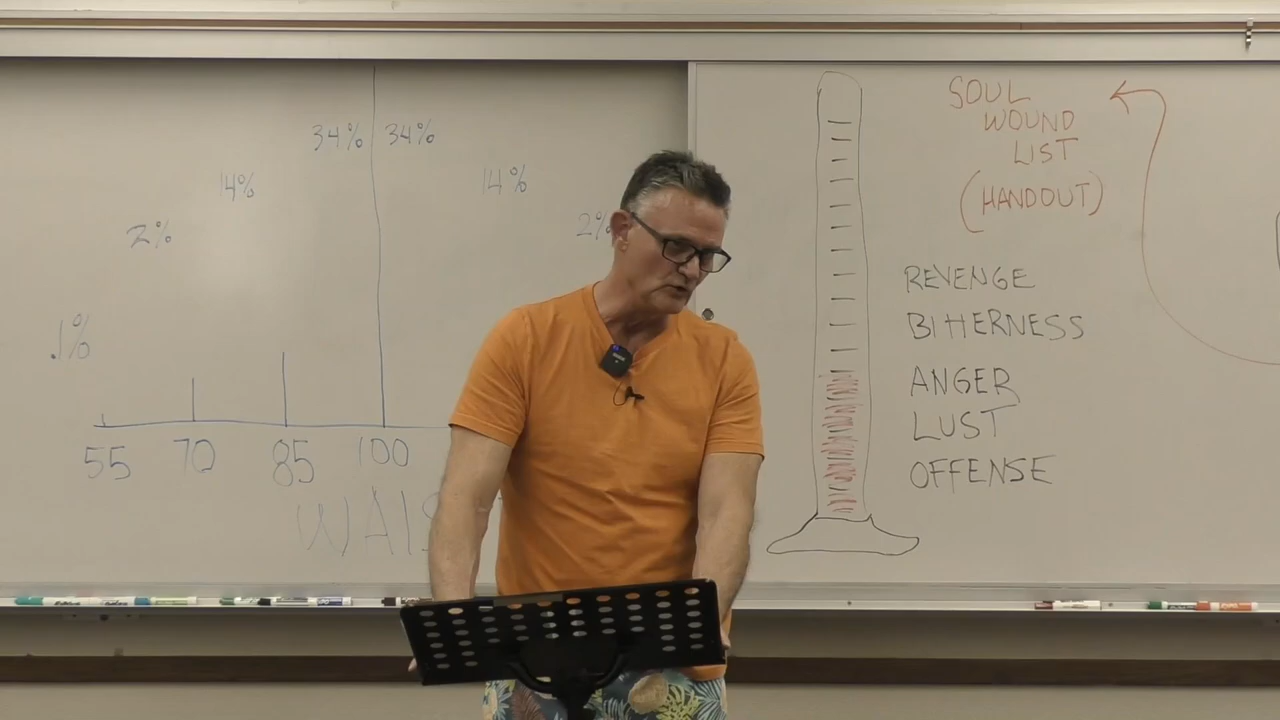 34% 34%
14% 14%
2% 2%
.1%
55 70 85 100
WAIS
SOUL
WOUND
LIST
(HANDOUT)
REVENGE
BITTERNESS
ANGER
LUST
OFFENSE